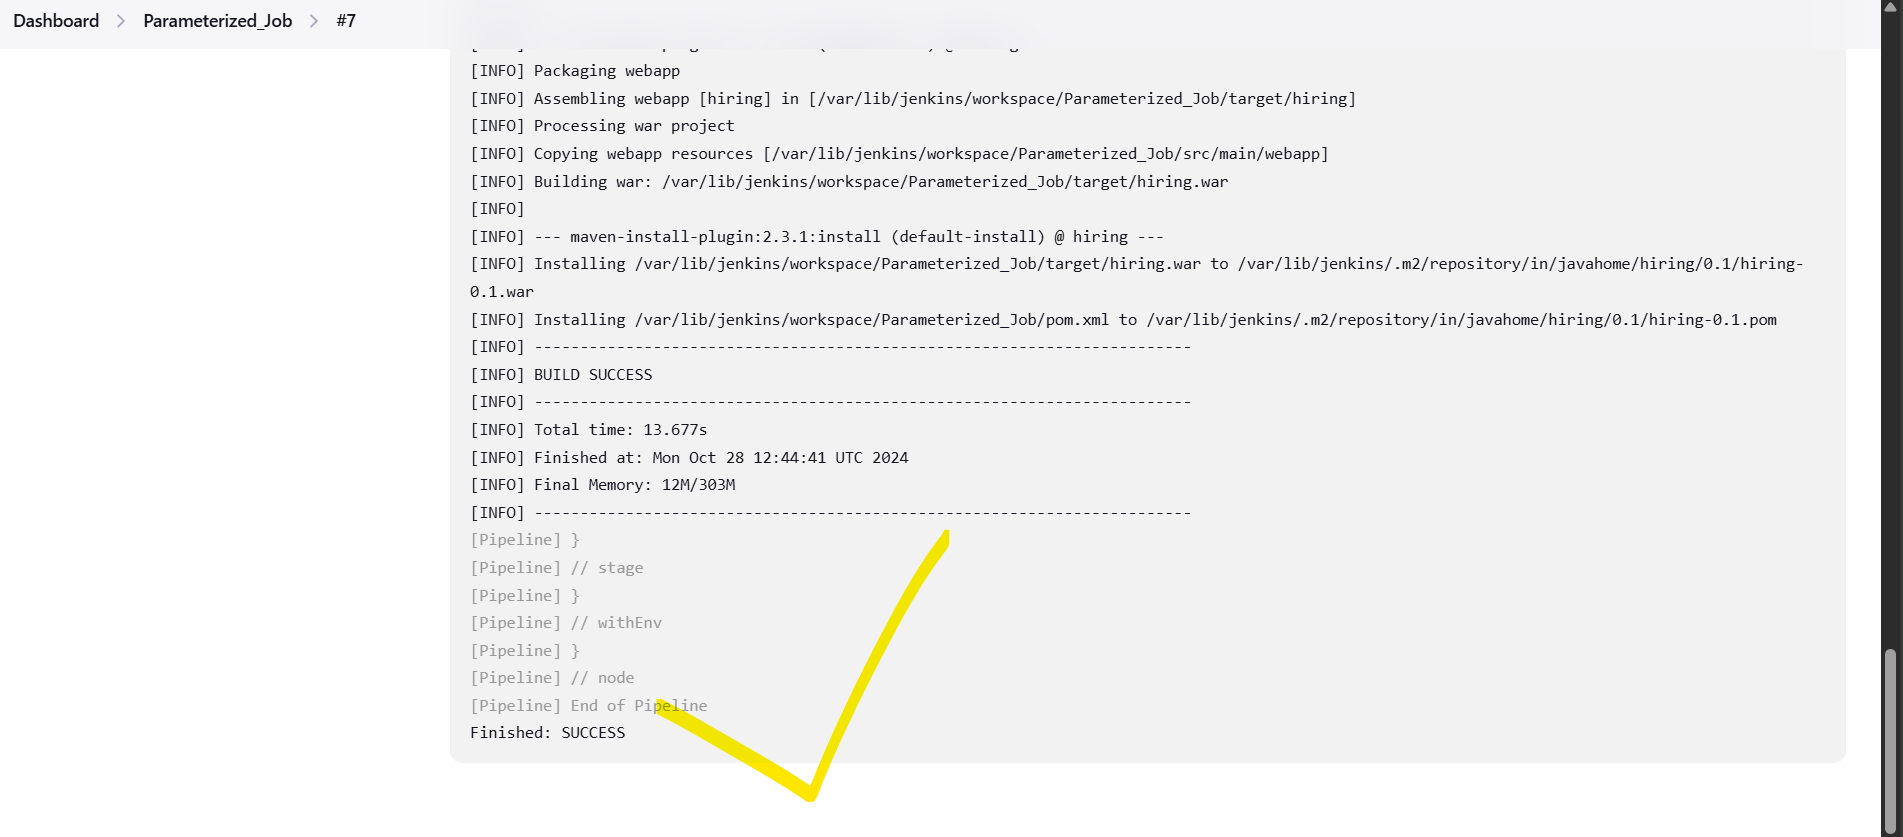 Dashboard > Parameterized_Job > #7
[INFO] Packaging webapp
[INFO] Assembling webapp [hiring] in [/var/lib/jenkins/workspace/Parameterized_Job/target/hiring]
[INFO] Processing war project
[INFO] Copying webapp resources [/var/lib/jenkins/workspace/Parameterized_Job/src/main/webapp]
[INFO] Building war: /var/lib/jenkins/workspace/Parameterized_Job/target/hiring.war
[INFO]
[INFO] --- maven-install-plugin:2.3.1:install (default-install) @ hiring ---
[INFO] Installing /var/lib/jenkins/workspace/Parameterized_Job/target/hiring.war to /var/lib/jenkins/.m2/repository/in/javahome/hiring/0.1/hiring-
0.1.war
[INFO] Installing /var/lib/jenkins/workspace/Parameterized_Job/pom.xml to /var/lib/jenkins/.m2/repository/in/javahome/hiring/0.1/hiring-0.1.pom
[INFO] ------------------------------------------------------------------------
[INFO] BUILD SUCCESS
[INFO] ------------------------------------------------------------------------
[INFO] Total time: 13.677s
[INFO] Finished at: Mon Oct 28 12:44:41 UTC 2024
[INFO] Final Memory: 12M/303M
[INFO] ------------------------------------------------------------------------
[Pipeline] }
[Pipeline] // stage
[Pipeline] }
[Pipeline] // withEnv
[Pipeline] }
[Pipeline] // node
[Pipeline] End of Pipeline
Finished: SUCCESS